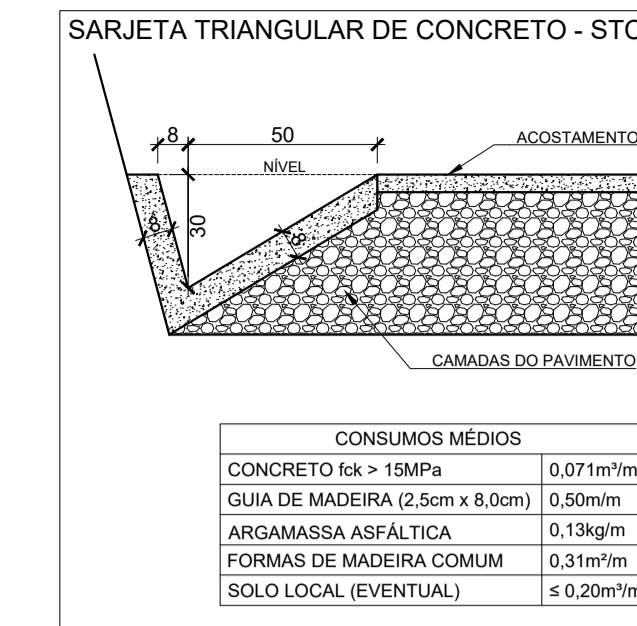 SARJETA TRIANGULAR DE CONCRETO - STC
8 50 ACOSTAMENTO
NÍVEL
8 30 8
CAMADAS DO PAVIMENTO
CONSUMOS MÉDIOS
CONCRETO fck > 15MPa 0,071m³/m
GUIA DE MADEIRA (2,5cm x 8,0cm) 0,50m/m
ARGAMASSA ASFÁLTICA 0,13kg/m
FORMAS DE MADEIRA COMUM 0,31m²/m
SOLO LOCAL (EVENTUAL) ≤ 0,20m³/m